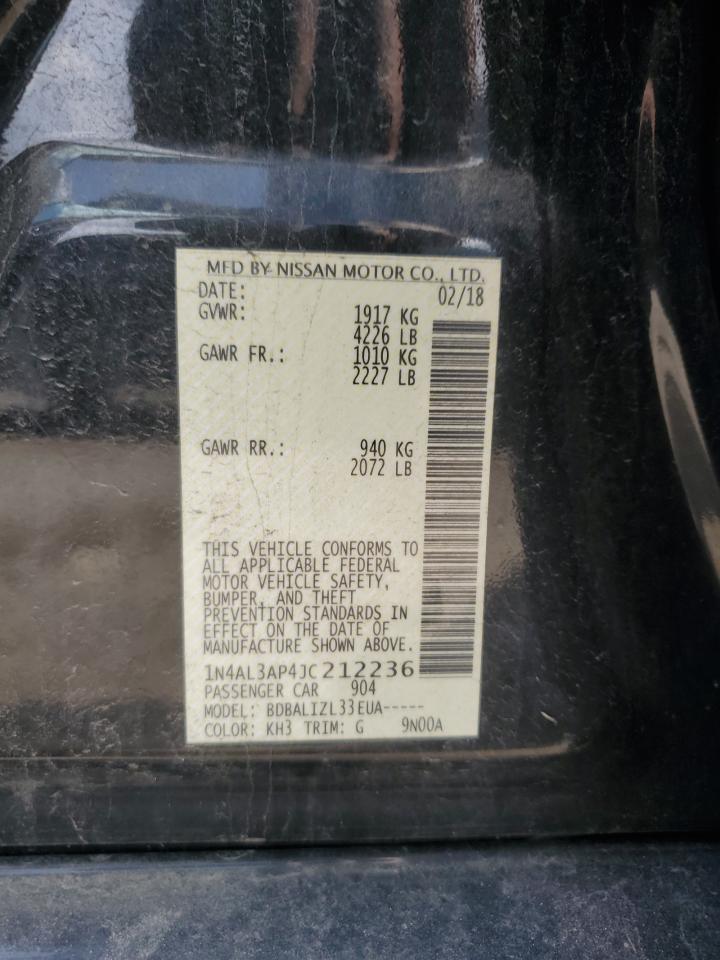 MFD BY NISSAN MOTOR CO., LTD.
DATE: 02/18
GVWR: 1917 KG
4226 LB
GAWR FR.: 1010 KG
2227 LB
GAWR RR.: 940 KG
2072 LB
THIS VEHICLE CONFORMS TO
ALL APPLICABLE FEDERAL
MOTOR VEHICLE SAFETY,
BUMPER, AND THEFT
PREVENTION STANDARDS IN
EFFECT ON THE DATE OF
MANUFACTURE SHOWN ABOVE.
1N4AL3AP4JC212236
PASSENGER CAR 904
MODEL: BDBALIZL33EUA-----
COLOR: KH3 TRIM: G 9N00A